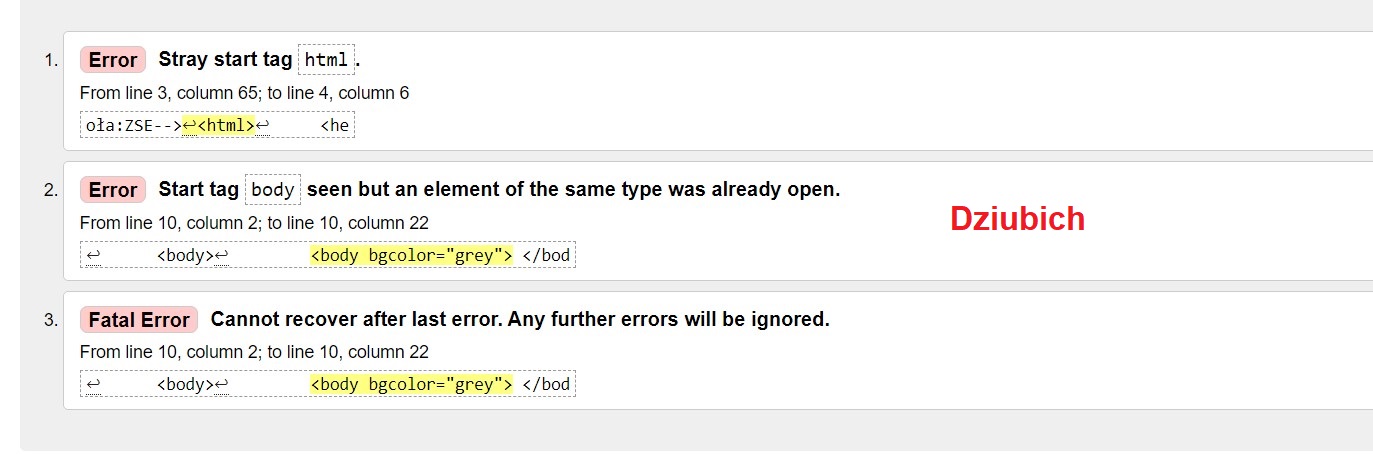 1. Error Stray start tag html.
From line 3, column 65; to line 4, column 6
oła:ZSE-->↩<html>↩ <he
2. Error Start tag body seen but an element of the same type was already open.
From line 10, column 2; to line 10, column 22
Dziubich
↩ <body>↩ <body bgcolor="grey"> </bod
3. Fatal Error Cannot recover after last error. Any further errors will be ignored.
From line 10, column 2; to line 10, column 22
↩ <body>↩ <body bgcolor="grey"> </bod